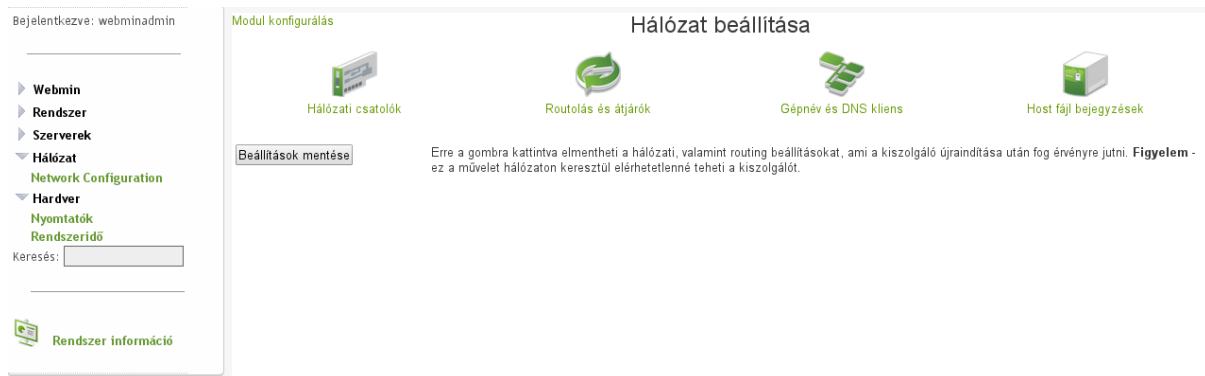 Bejelentkezve: webminadmin
Webmin
Rendszer
Szerverek
Hálózat
Network Configuration
Hardver
Nyomtatók
Rendszeridő
Keresés:
Rendszer információ
Modul konfigurálás
Hálózat beállítása
Hálózati csatolók
Routolás és átjárók
Gépnév és DNS kliens
Host fájl bejegyzések
Beállítások mentése
Erre a gombra kattintva elmentheti a hálózati, valamint routing beállításokat, ami a kiszolgáló újraindítása után fog érvényre jutni. Figyelem -
ez a művelet hálózaton keresztül elérhetetlenné teheti a kiszolgálót.